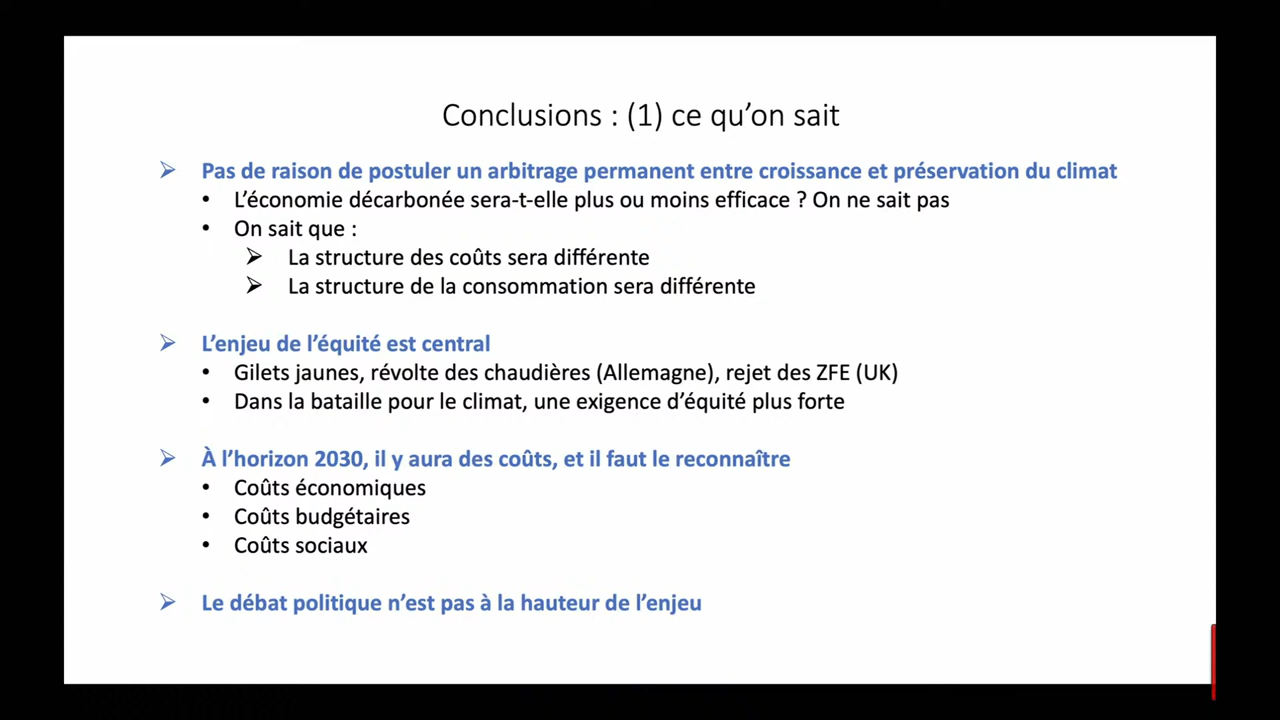 Conclusions : (1) ce qu’on sait
➢ Pas de raison de postuler un arbitrage permanent entre croissance et préservation du climat
• L’économie décarbonée sera-t-elle plus ou moins efficace ? On ne sait pas
• On sait que :
➢ La structure des coûts sera différente
➢ La structure de la consommation sera différente
➢ L’enjeu de l’équité est central
• Gilets jaunes, révolte des chaudières (Allemagne), rejet des ZFE (UK)
• Dans la bataille pour le climat, une exigence d’équité plus forte
➢ À l’horizon 2030, il y aura des coûts, et il faut le reconnaître
• Coûts économiques
• Coûts budgétaires
• Coûts sociaux
➢ Le débat politique n’est pas à la hauteur de l’enjeu